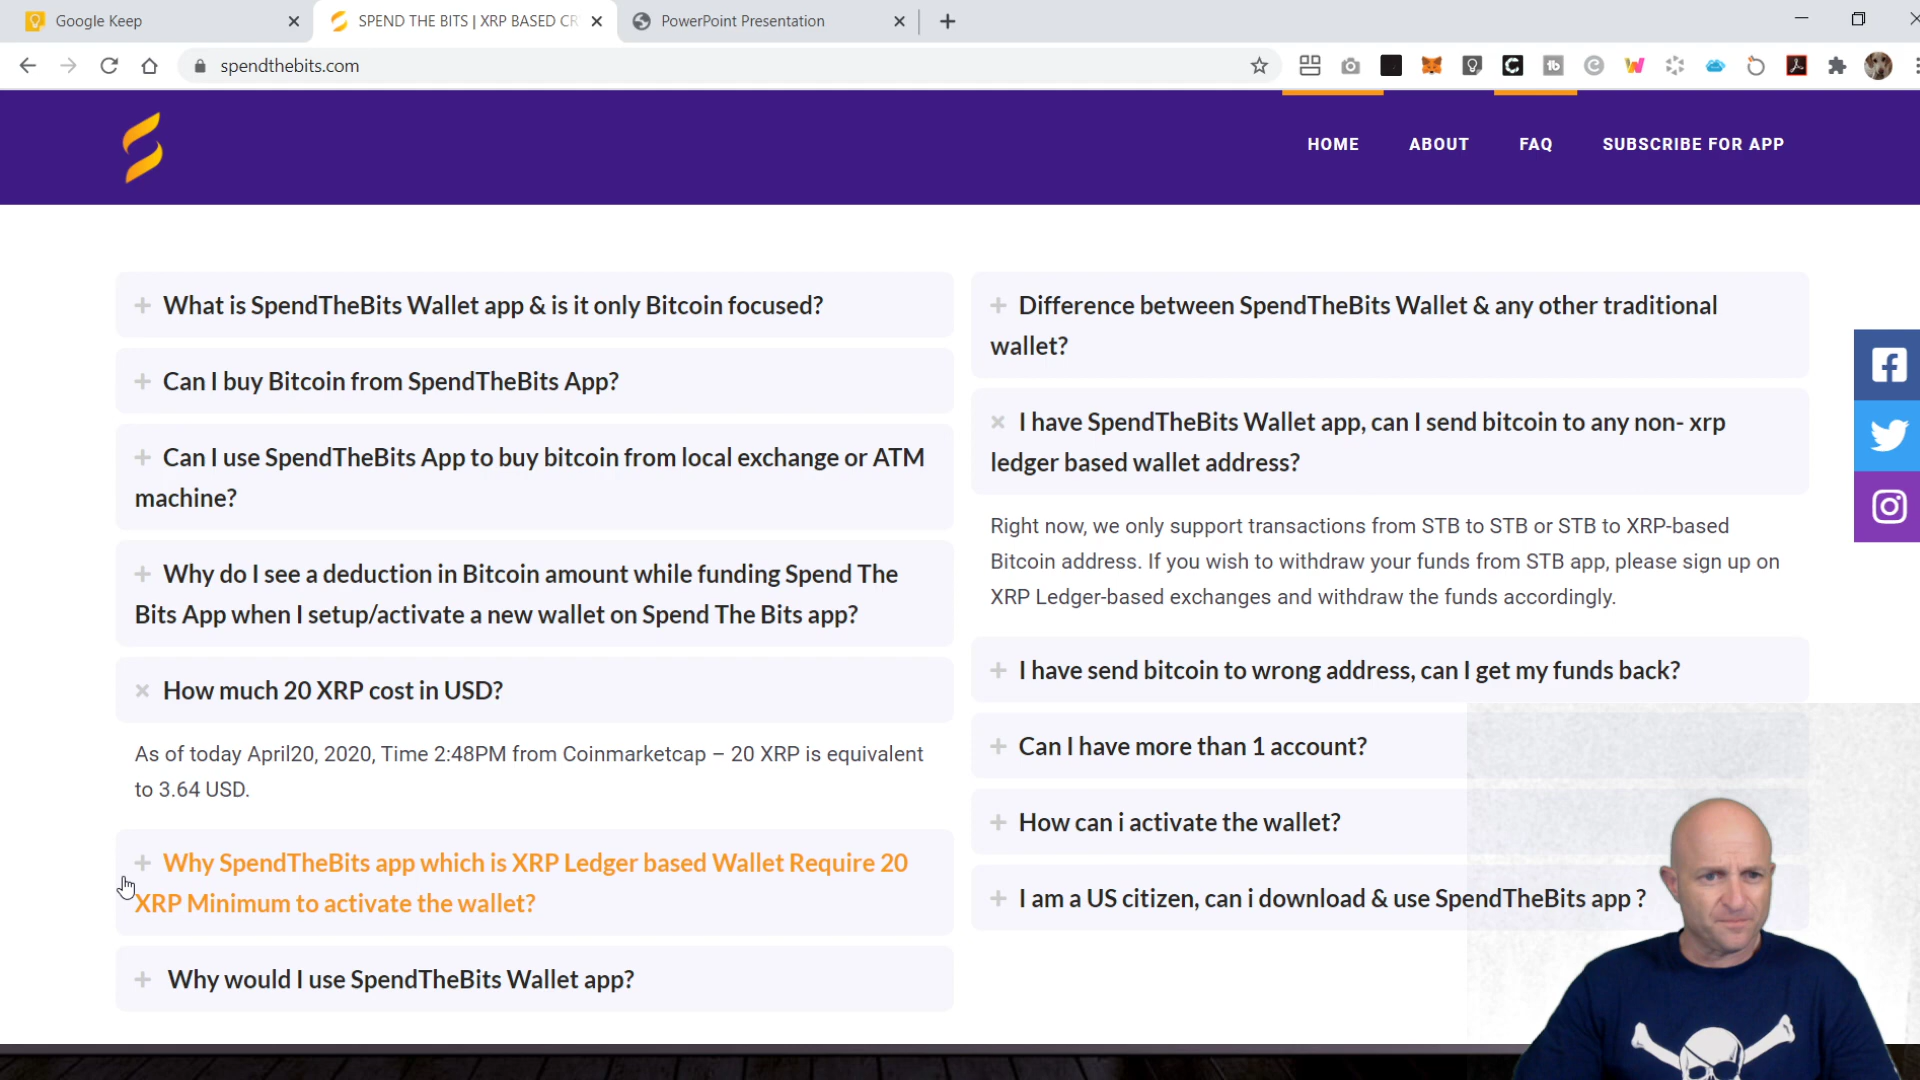 Google Keep
SPEND THE BITS | XRP BASED CR
PowerPoint Presentation
spendthebits.com
HOME
ABOUT
FAQ
SUBSCRIBE FOR APP
What is SpendTheBits Wallet app & is it only Bitcoin focused?
Can I buy Bitcoin from SpendTheBits App?
Can I use SpendTheBits App to buy bitcoin from local exchange or ATM
machine?
Why do I see a deduction in Bitcoin amount while funding Spend The
Bits App when I setup/activate a new wallet on Spend The Bits app?
How much 20 XRP cost in USD?
As of today April20, 2020, Time 2:48PM from Coinmarketcap – 20 XRP is equivalent
to 3.64 USD.
Why SpendTheBits app which is XRP Ledger based Wallet Require 20
XRP Minimum to activate the wallet?
Why would I use SpendTheBits Wallet app?
Difference between SpendTheBits Wallet & any other traditional
wallet?
I have SpendTheBits Wallet app, can I send bitcoin to any non- xrp
ledger based wallet address?
Right now, we only support transactions from STB to STB or STB to XRP-based
Bitcoin address. If you wish to withdraw your funds from STB app, please sign up on
XRP Ledger-based exchanges and withdraw the funds accordingly.
I have send bitcoin to wrong address, can I get my funds back?
Can I have more than 1 account?
How can i activate the wallet?
I am a US citizen, can i download & use SpendTheBits app ?